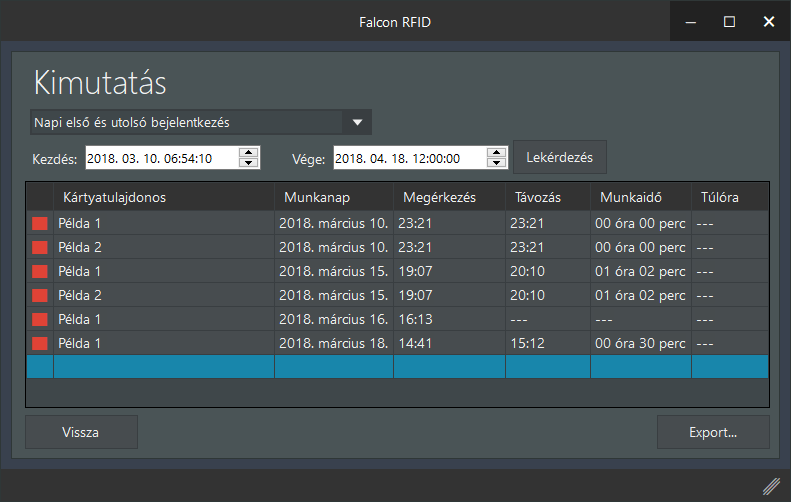 Falcon RFID
Kimutatás
Napi első és utolsó bejelentkezés
Kezdés: 2018. 03. 10. 06:54:10 Vége: 2018. 04. 18. 12:00:00 Lekérdezés
Kártyatulajdonos Munkanap Megérkezés Távozás Munkaidő Túlóra
Példa 1 2018. március 10. 23:21 23:21 00 óra 00 perc ---
Példa 2 2018. március 10. 23:21 23:21 00 óra 00 perc ---
Példa 1 2018. március 15. 19:07 20:10 01 óra 02 perc ---
Példa 2 2018. március 15. 19:07 20:10 01 óra 02 perc ---
Példa 1 2018. március 16. 16:13 --- --- ---
Példa 1 2018. március 18. 14:41 15:12 00 óra 30 perc ---
Vissza Export...